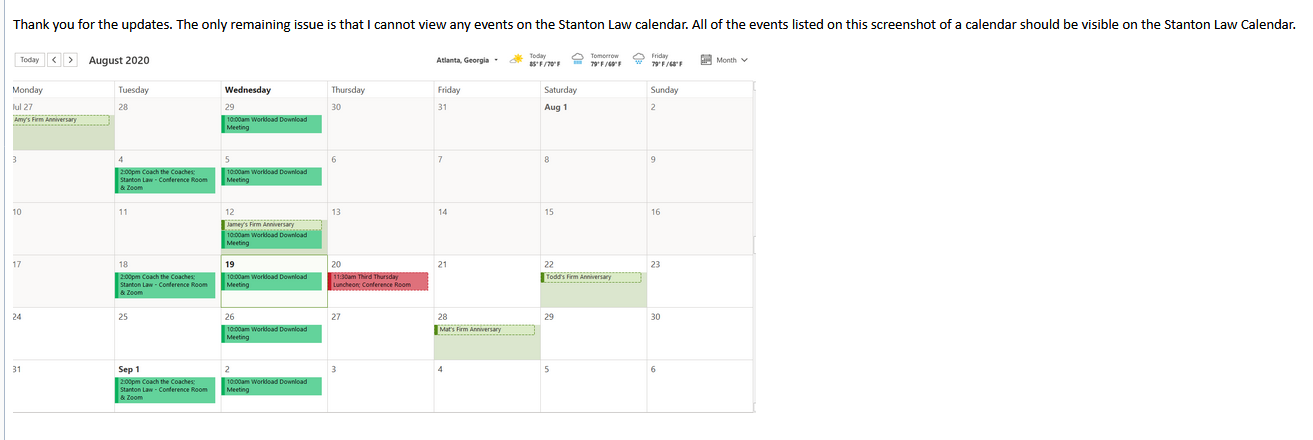 Thank you for the updates. The only remaining issue is that I cannot view any events on the Stanton Law calendar. All of the events listed on this screenshot of a calendar should be visible on the Stanton Law Calendar.
Today < > August 2020
Atlanta, Georgia
Today
85°F/70°F
Tomorrow
79°F/69°F
Friday
79°F/68°F
Month
Monday Tuesday Wednesday Thursday Friday Saturday Sunday
Jul 27 28 29 30 31 Aug 1 2
Amy's Firm Anniversary
10:00am Workload Download
Meeting
3 4 5 6 7 8 9
2:00pm Coach the Coaches;
Stanton Law - Conference Room
& Zoom
10:00am Workload Download
Meeting
10 11 12 13 14 15 16
Jamey's Firm Anniversary
10:00am Workload Download
Meeting
17 18 19 20 21 22 23
2:00pm Coach the Coaches;
Stanton Law - Conference Room
& Zoom
10:00am Workload Download
Meeting
11:30am Third Thursday
Luncheon; Conference Room
Todd's Firm Anniversary
24 25 26 27 28 29 30
10:00am Workload Download
Meeting
Mat's Firm Anniversary
31 Sep 1 2 3 4 5 6
2:00pm Coach the Coaches;
Stanton Law - Conference Room
& Zoom
10:00am Workload Download
Meeting